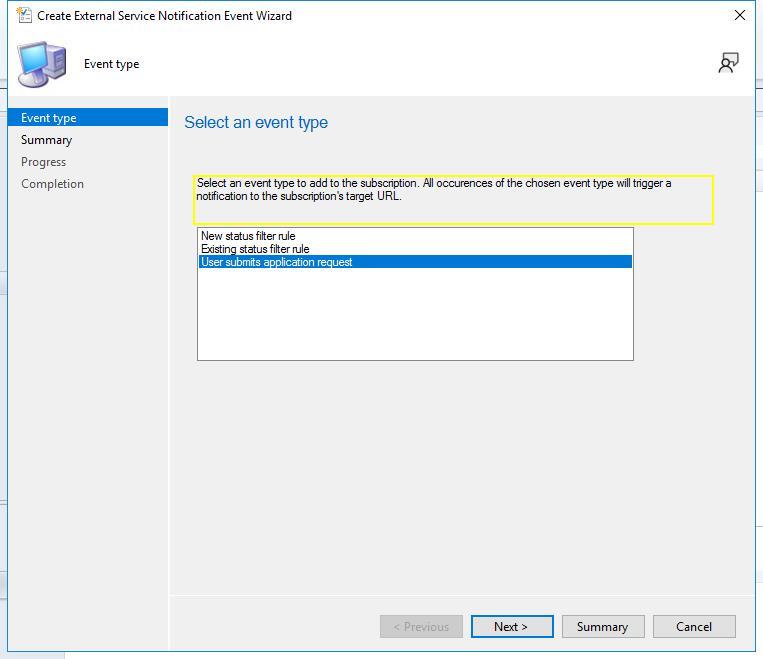 Create External Service Notification Event Wizard
Event type
Event type
Summary
Progress
Completion
Select an event type
Select an event type to add to the subscription. All occurences of the chosen event type will trigger a
notification to the subscription's target URL.
New status filter rule
Existing status filter rule
User submits application request
< Previous
Next >
Summary
Cancel